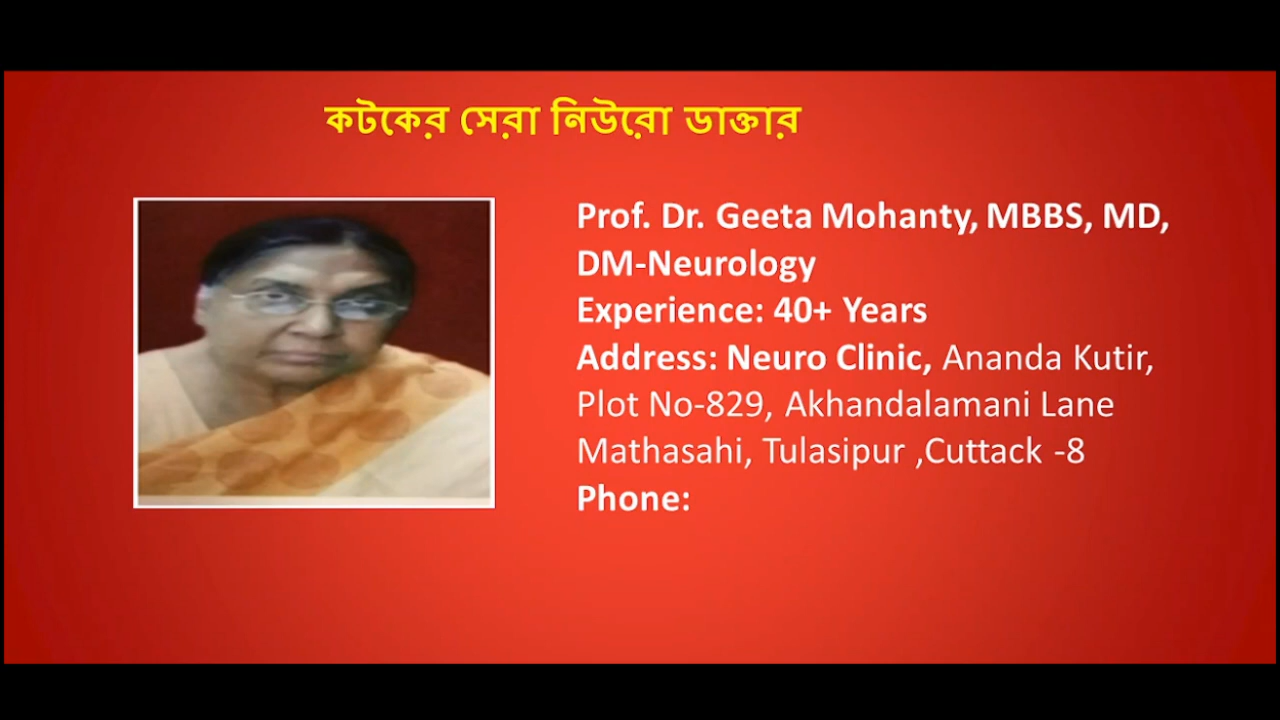 কটকের সেরা নিউরো ডাক্তার
Prof. Dr. Geeta Mohanty, MBBS, MD,
DM-Neurology
Experience: 40+ Years
Address: Neuro Clinic, Ananda Kutir,
Plot No-829, Akhandalamani Lane
Mathasahi, Tulasipur ,Cuttack -8
Phone: